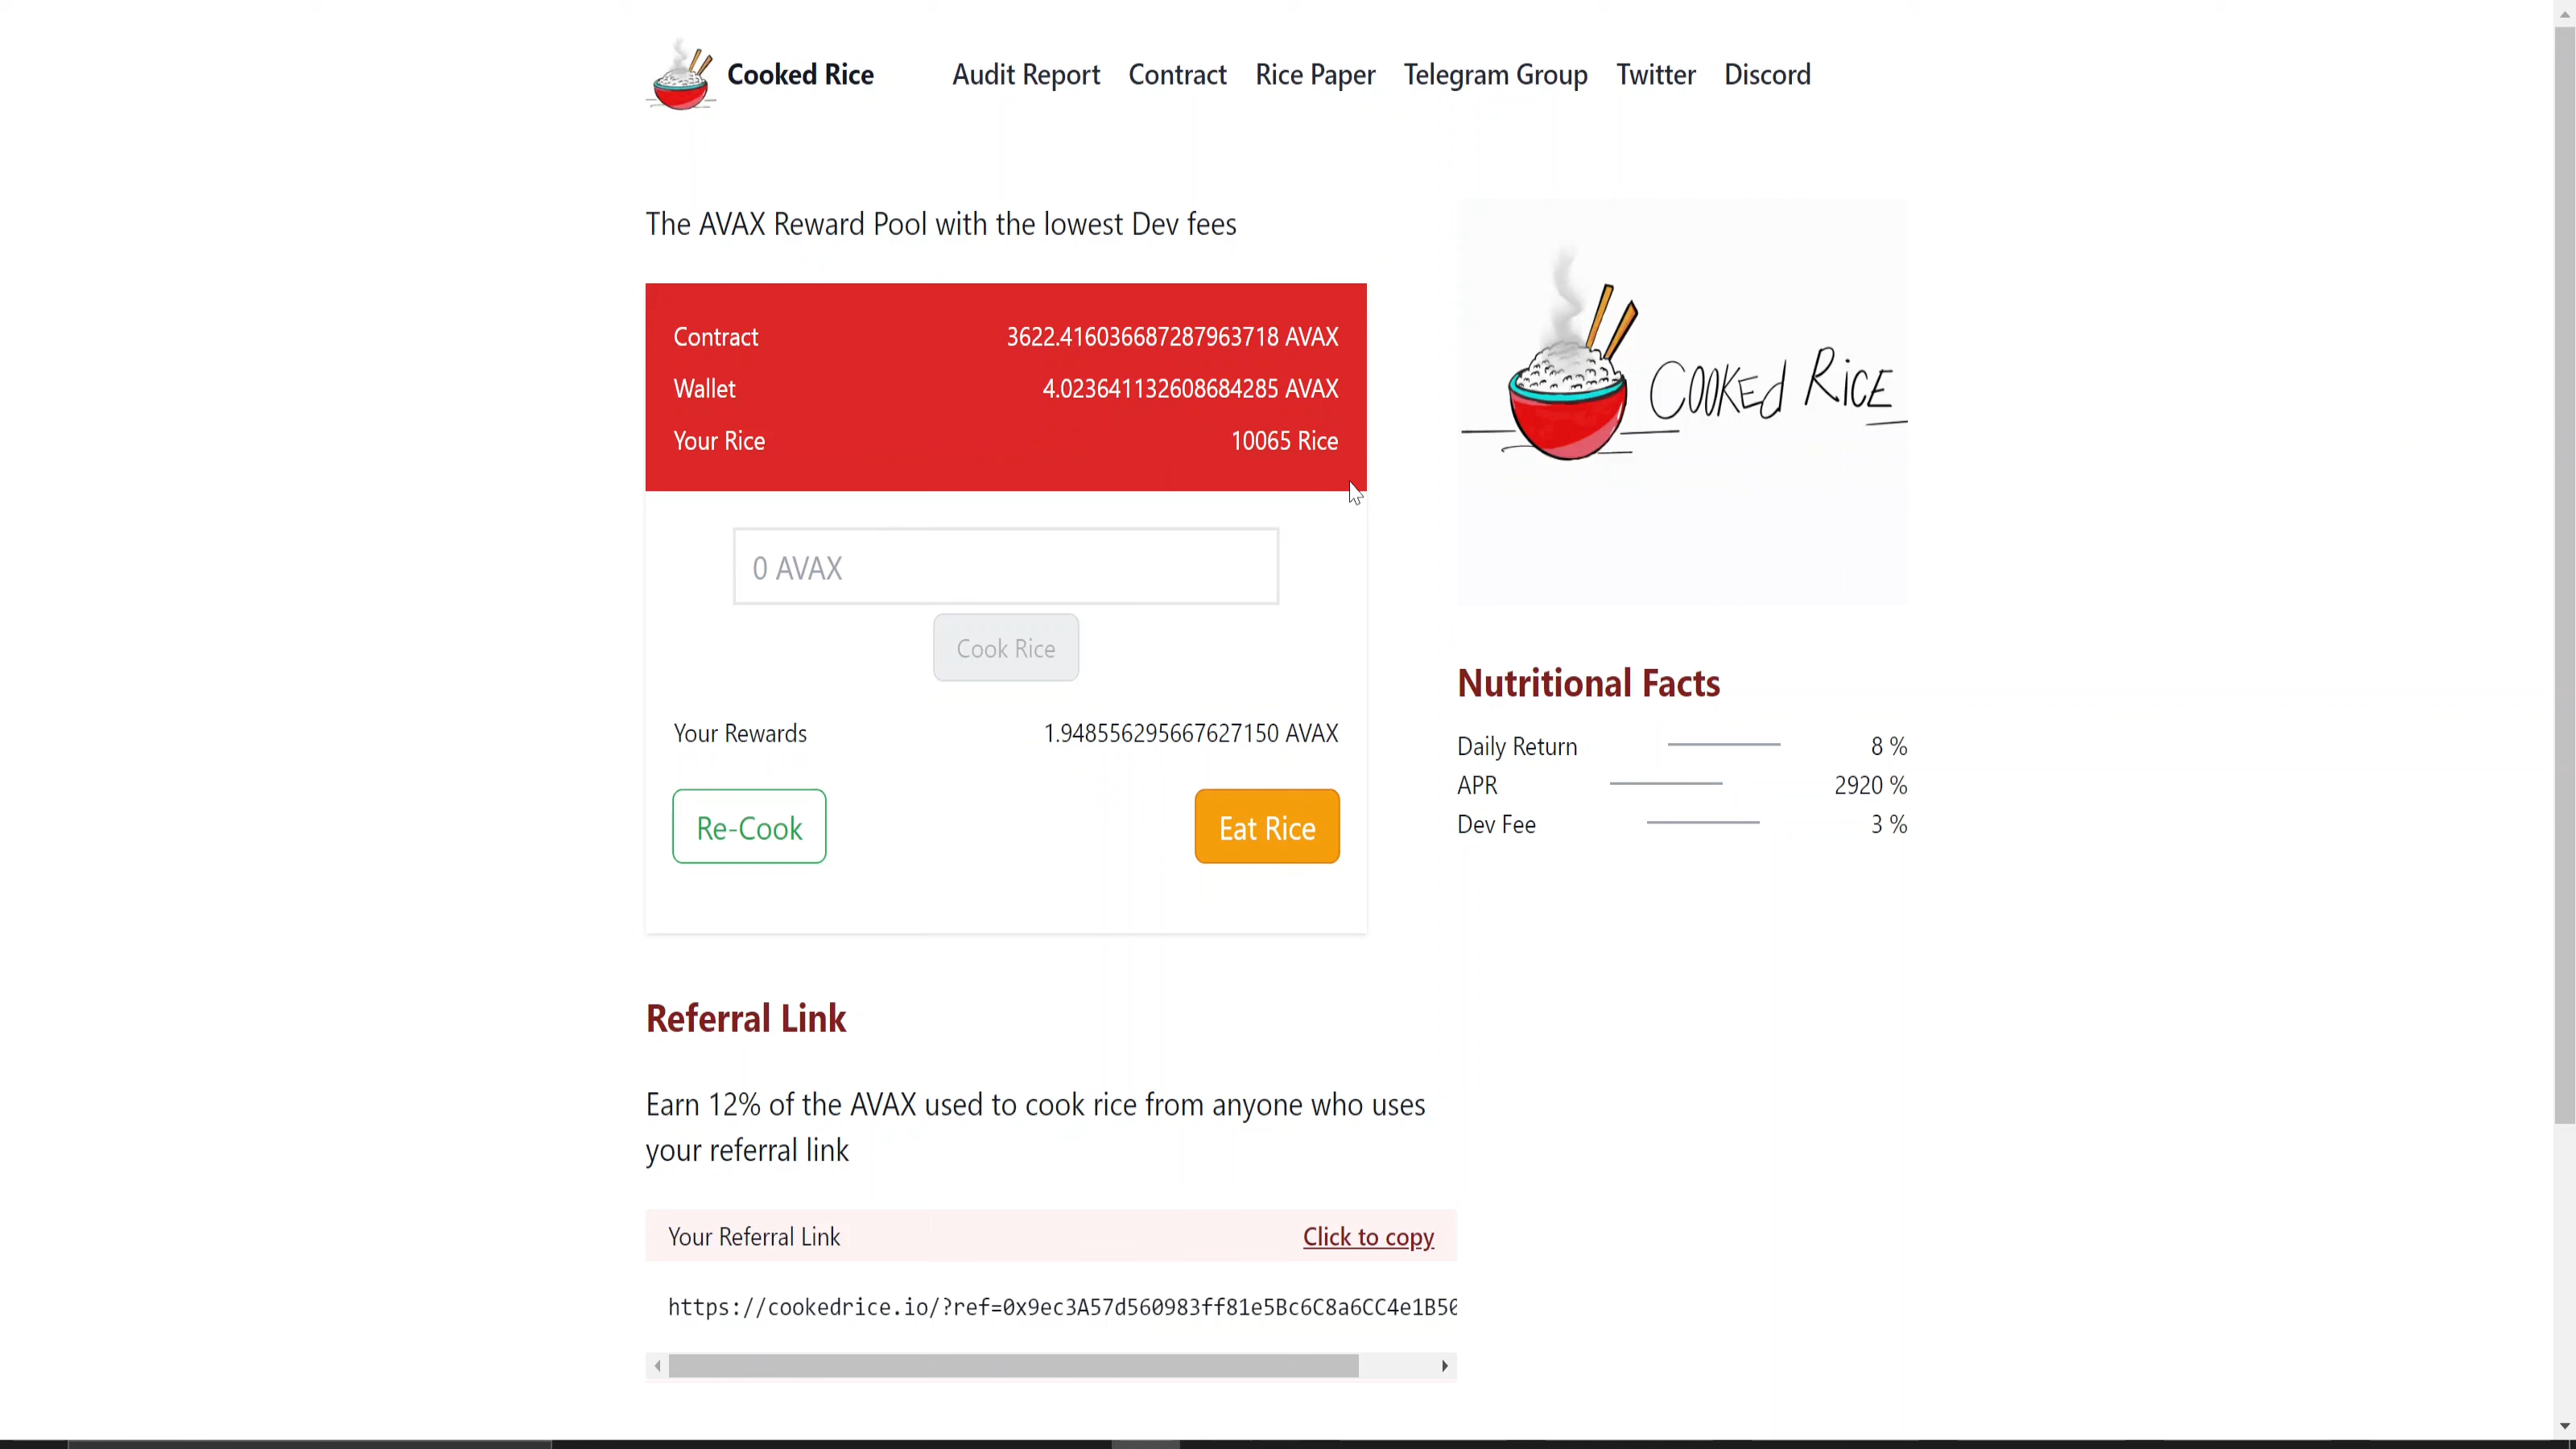 Cooked Rice
Audit Report
Contract
Rice Paper
Telegram Group
Twitter
Discord
The AVAX Reward Pool with the lowest Dev fees
Contract 3622.416036687287963718 AVAX
Wallet 4.023641132608684285 AVAX
Your Rice 10065 Rice
0 AVAX
Cook Rice
Your Rewards 1.948556295667627150 AVAX
Re-Cook
Eat Rice
COOKEd RicE
Nutritional Facts
Daily Return 8 %
APR 2920 %
Dev Fee 3 %
Referral Link
Earn 12% of the AVAX used to cook rice from anyone who uses
your referral link
Your Referral Link Click to copy
https://cookedrice.io/?ref=0x9ec3A57d560983ff81e5Bc6C8a6CC4e1B50